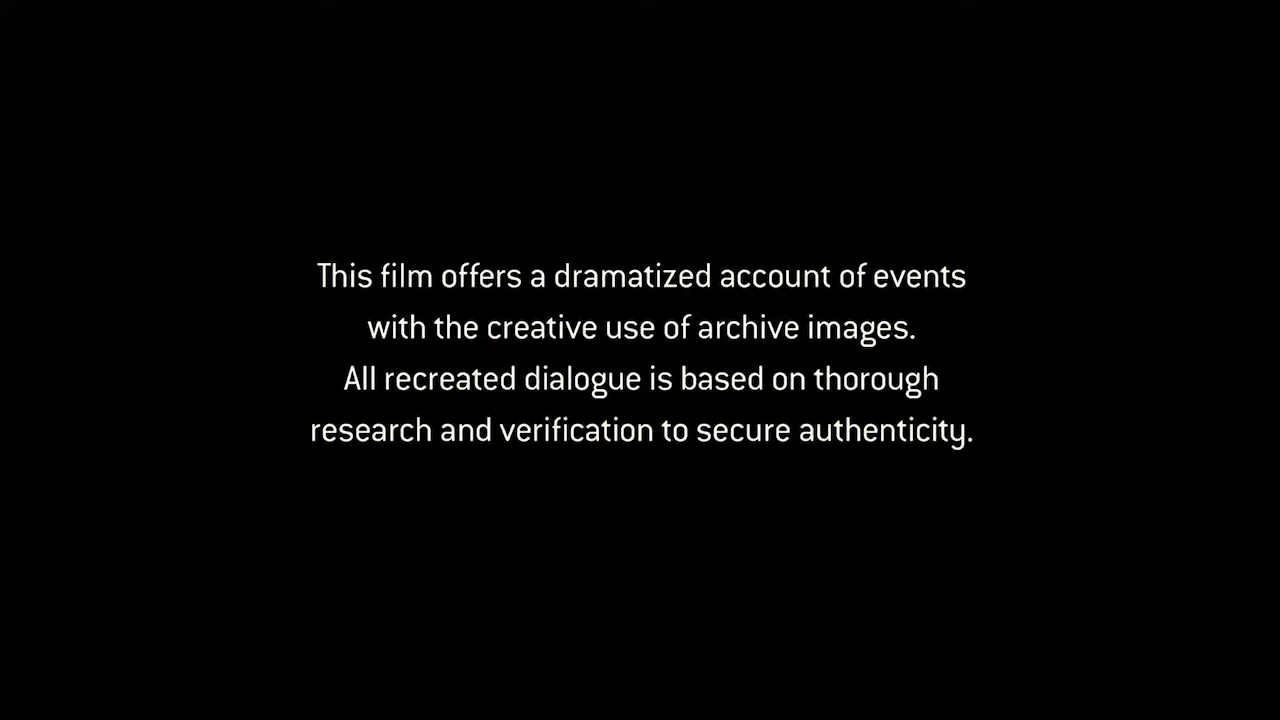 This film offers a dramatized account of events
with the creative use of archive images.
All recreated dialogue is based on thorough
research and verification to secure authenticity.